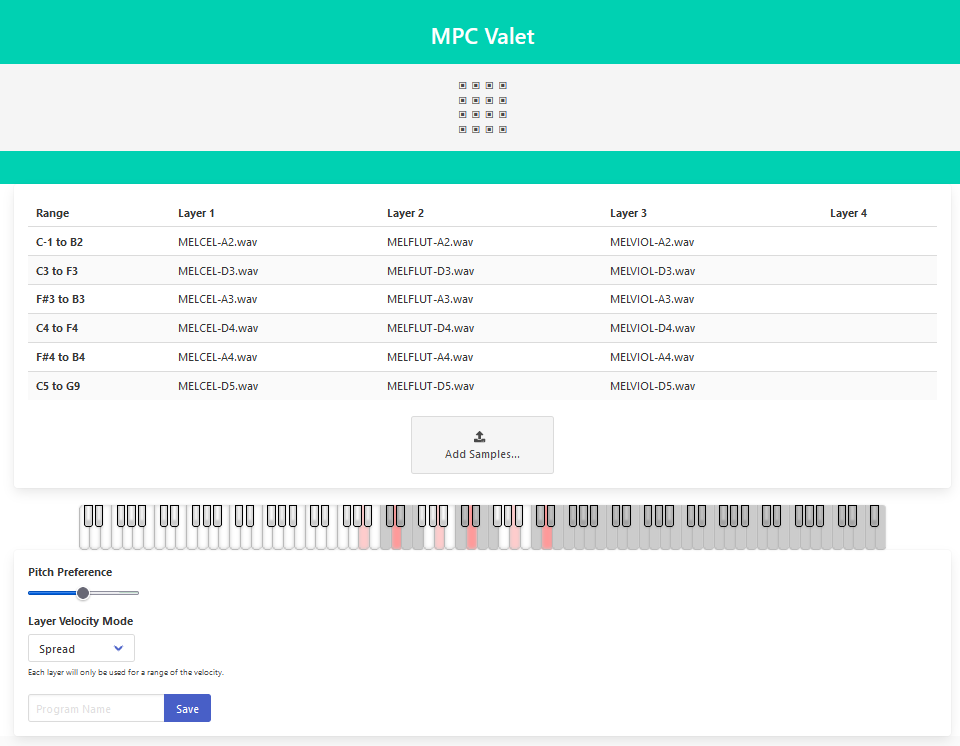 MPC Valet
Range Layer 1 Layer 2 Layer 3 Layer 4
C-1 to B2 MELCEL-A2.wav MELFLUT-A2.wav MELVIOL-A2.wav
C3 to F3 MELCEL-D3.wav MELFLUT-D3.wav MELVIOL-D3.wav
F#3 to B3 MELCEL-A3.wav MELFLUT-A3.wav MELVIOL-A3.wav
C4 to F4 MELCEL-D4.wav MELFLUT-D4.wav MELVIOL-D4.wav
F#4 to B4 MELCEL-A4.wav MELFLUT-A4.wav MELVIOL-A4.wav
C5 to G9 MELCEL-D5.wav MELFLUT-D5.wav MELVIOL-D5.wav
Add Samples...
Pitch Preference
Layer Velocity Mode
Spread
Each layer will only be used for a range of the velocity.
Program Name Save